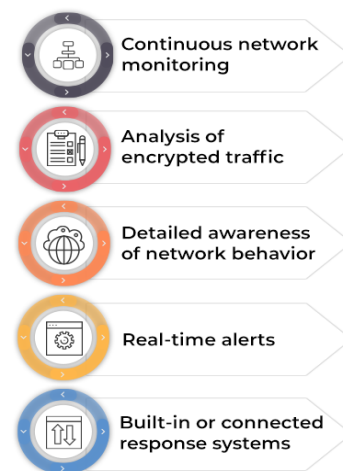 Continuous network
monitoring
Analysis of
encrypted traffic
Detailed awareness
of network behavior
Real-time alerts
Built-in or connected
response systems